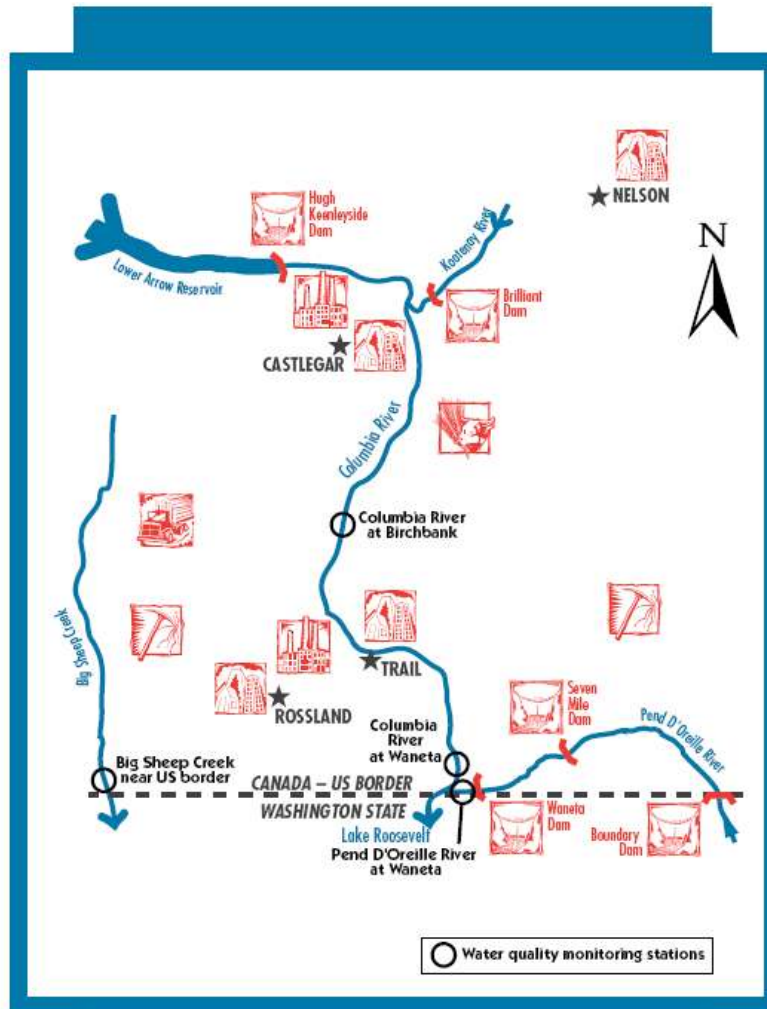 NELSON
N
Hugh
Keenleyside
Dam
Kootenay River
Lower Arrow Reservoir
Brilliant
Dam
CASTLEGAR
Columbia River
Columbia River
at Birchbank
Big Sheep Creek
TRAIL
ROSSLAND
Seven
Mile
Dam
Pend D'Oreille River
Columbia
River
at Waneta
Big Sheep Creek
near US border
CANADA – US BORDER
WASHINGTON STATE
Lake Roosevelt
Waneta
Dam
Boundary
Dam
Pend D'Oreille River
at Waneta
Water quality monitoring stations